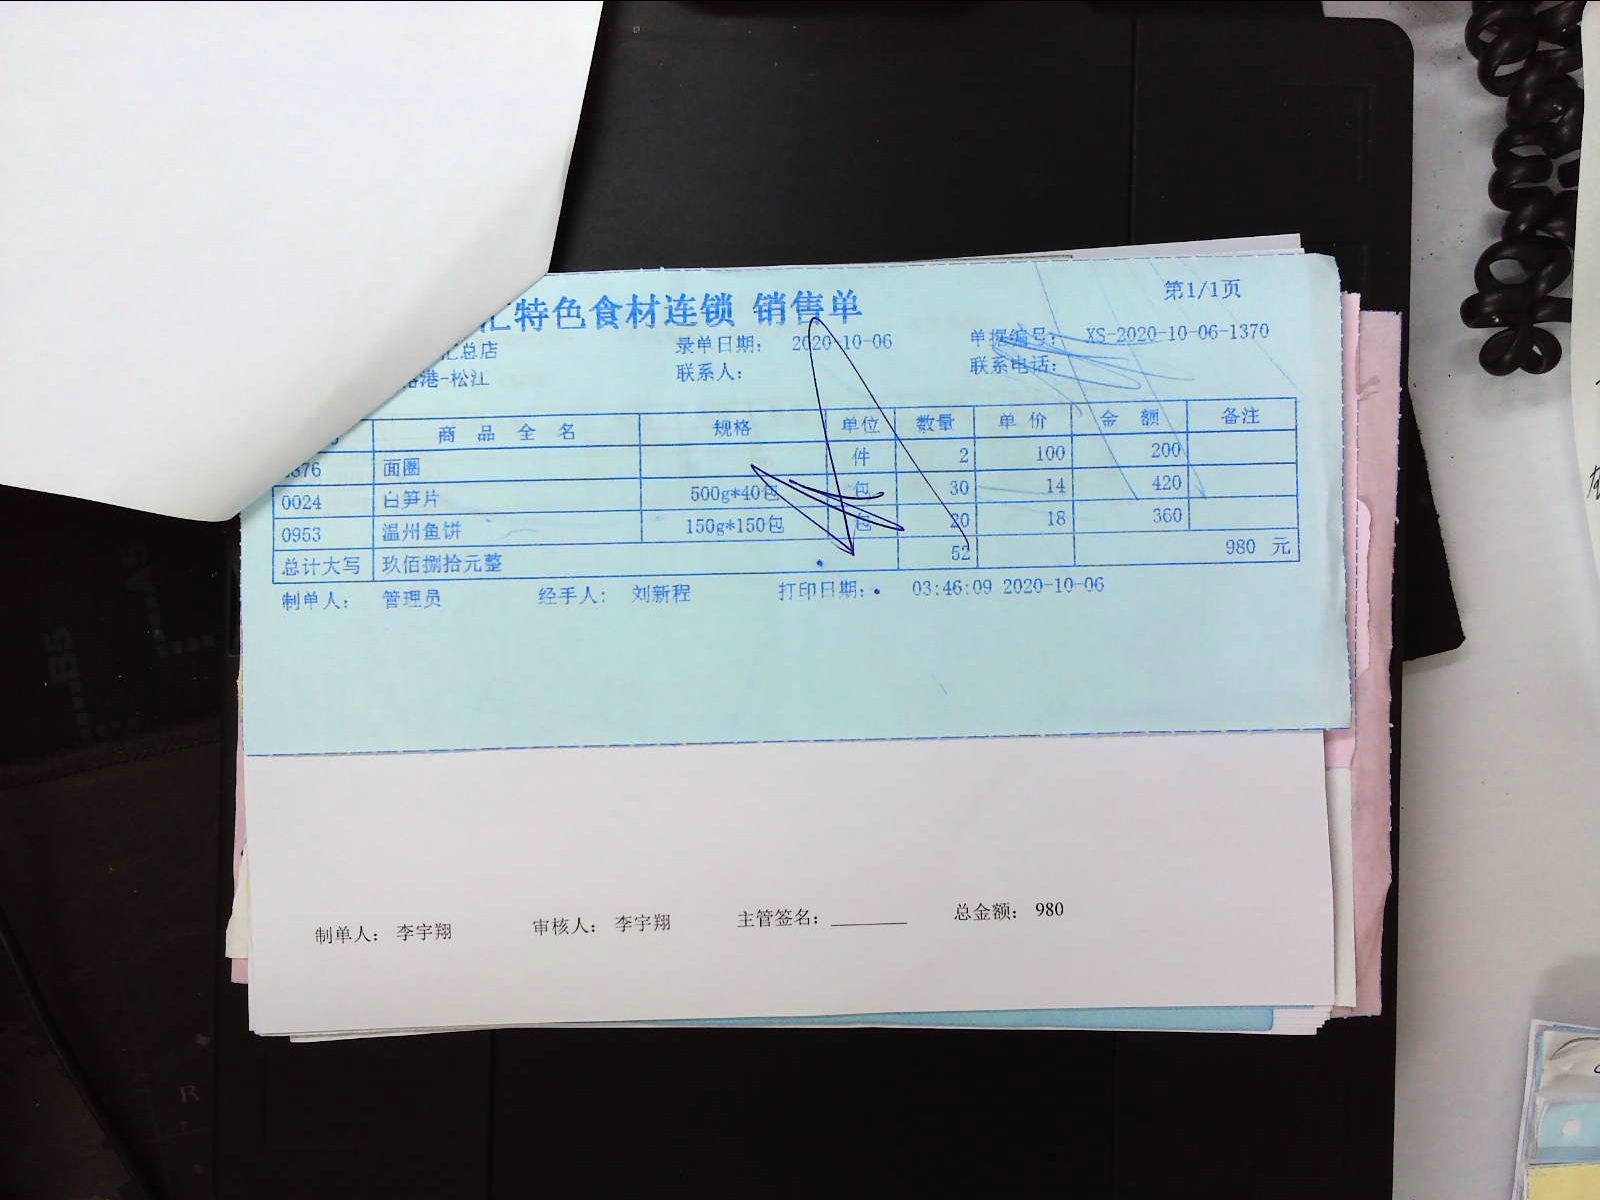 汇特色食材连锁 销售单
第1/1页
汇总店 录单日期： 2020-10-06 单据编号： XS-2020-10-06-1370
港-松江 联系人： 联系电话：
商 品 全 名 规格 单位 数量 单 价 金 额 备注
376 面圈 件 2 100 200
0024 白笋片 500g*40包 包 30 14 420
0953 温州鱼饼 150g*150包 包 20 18 360
总计大写 玖佰捌拾元整 52 980 元
制单人： 管理员 经手人： 刘新程 打印日期： 03:46:09 2020-10-06
制单人： 李宇翔 审核人： 李宇翔 主管签名：________ 总金额： 980